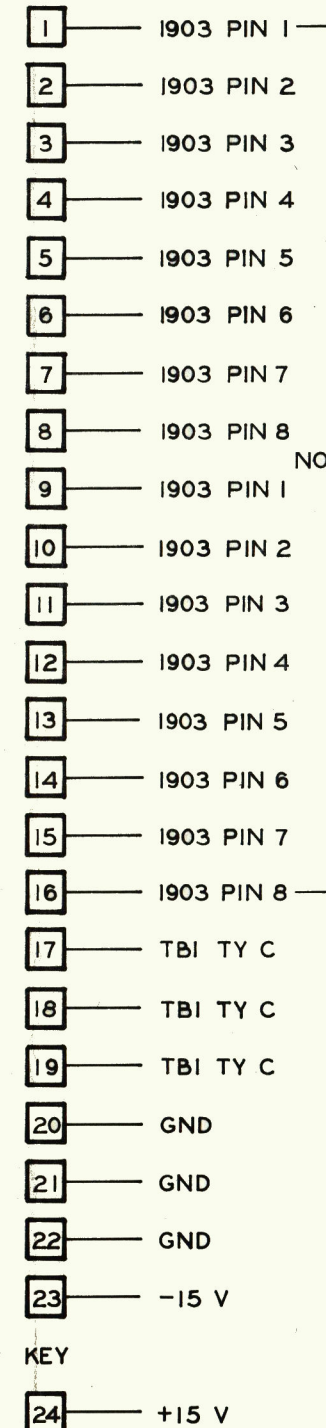 1 1903 PIN 1
2 1903 PIN 2
3 1903 PIN 3
4 1903 PIN 4
5 1903 PIN 5
6 1903 PIN 6
7 1903 PIN 7
8 1903 PIN 8
NO
9 1903 PIN 1
10 1903 PIN 2
11 1903 PIN 3
12 1903 PIN 4
13 1903 PIN 5
14 1903 PIN 6
15 1903 PIN 7
16 1903 PIN 8
17 TB1 TY C
18 TB1 TY C
19 TB1 TY C
20 GND
21 GND
22 GND
23 -15 V
KEY
24 +15 V